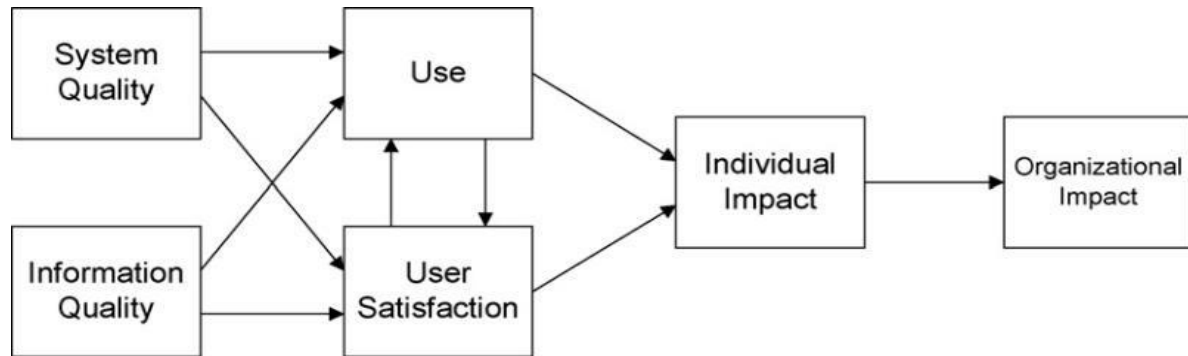 System
Quality
Use
Individual
Impact
Organizational
Impact
Information
Quality
User
Satisfaction